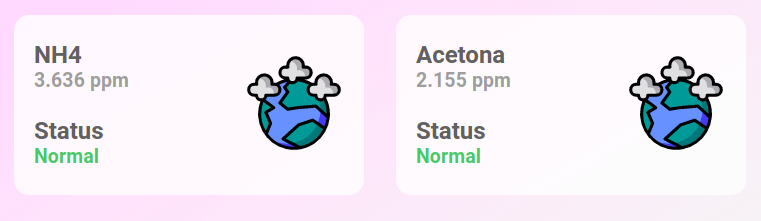 NH4
3.636 ppm
Status
Normal
Acetona
2.155 ppm
Status
Normal